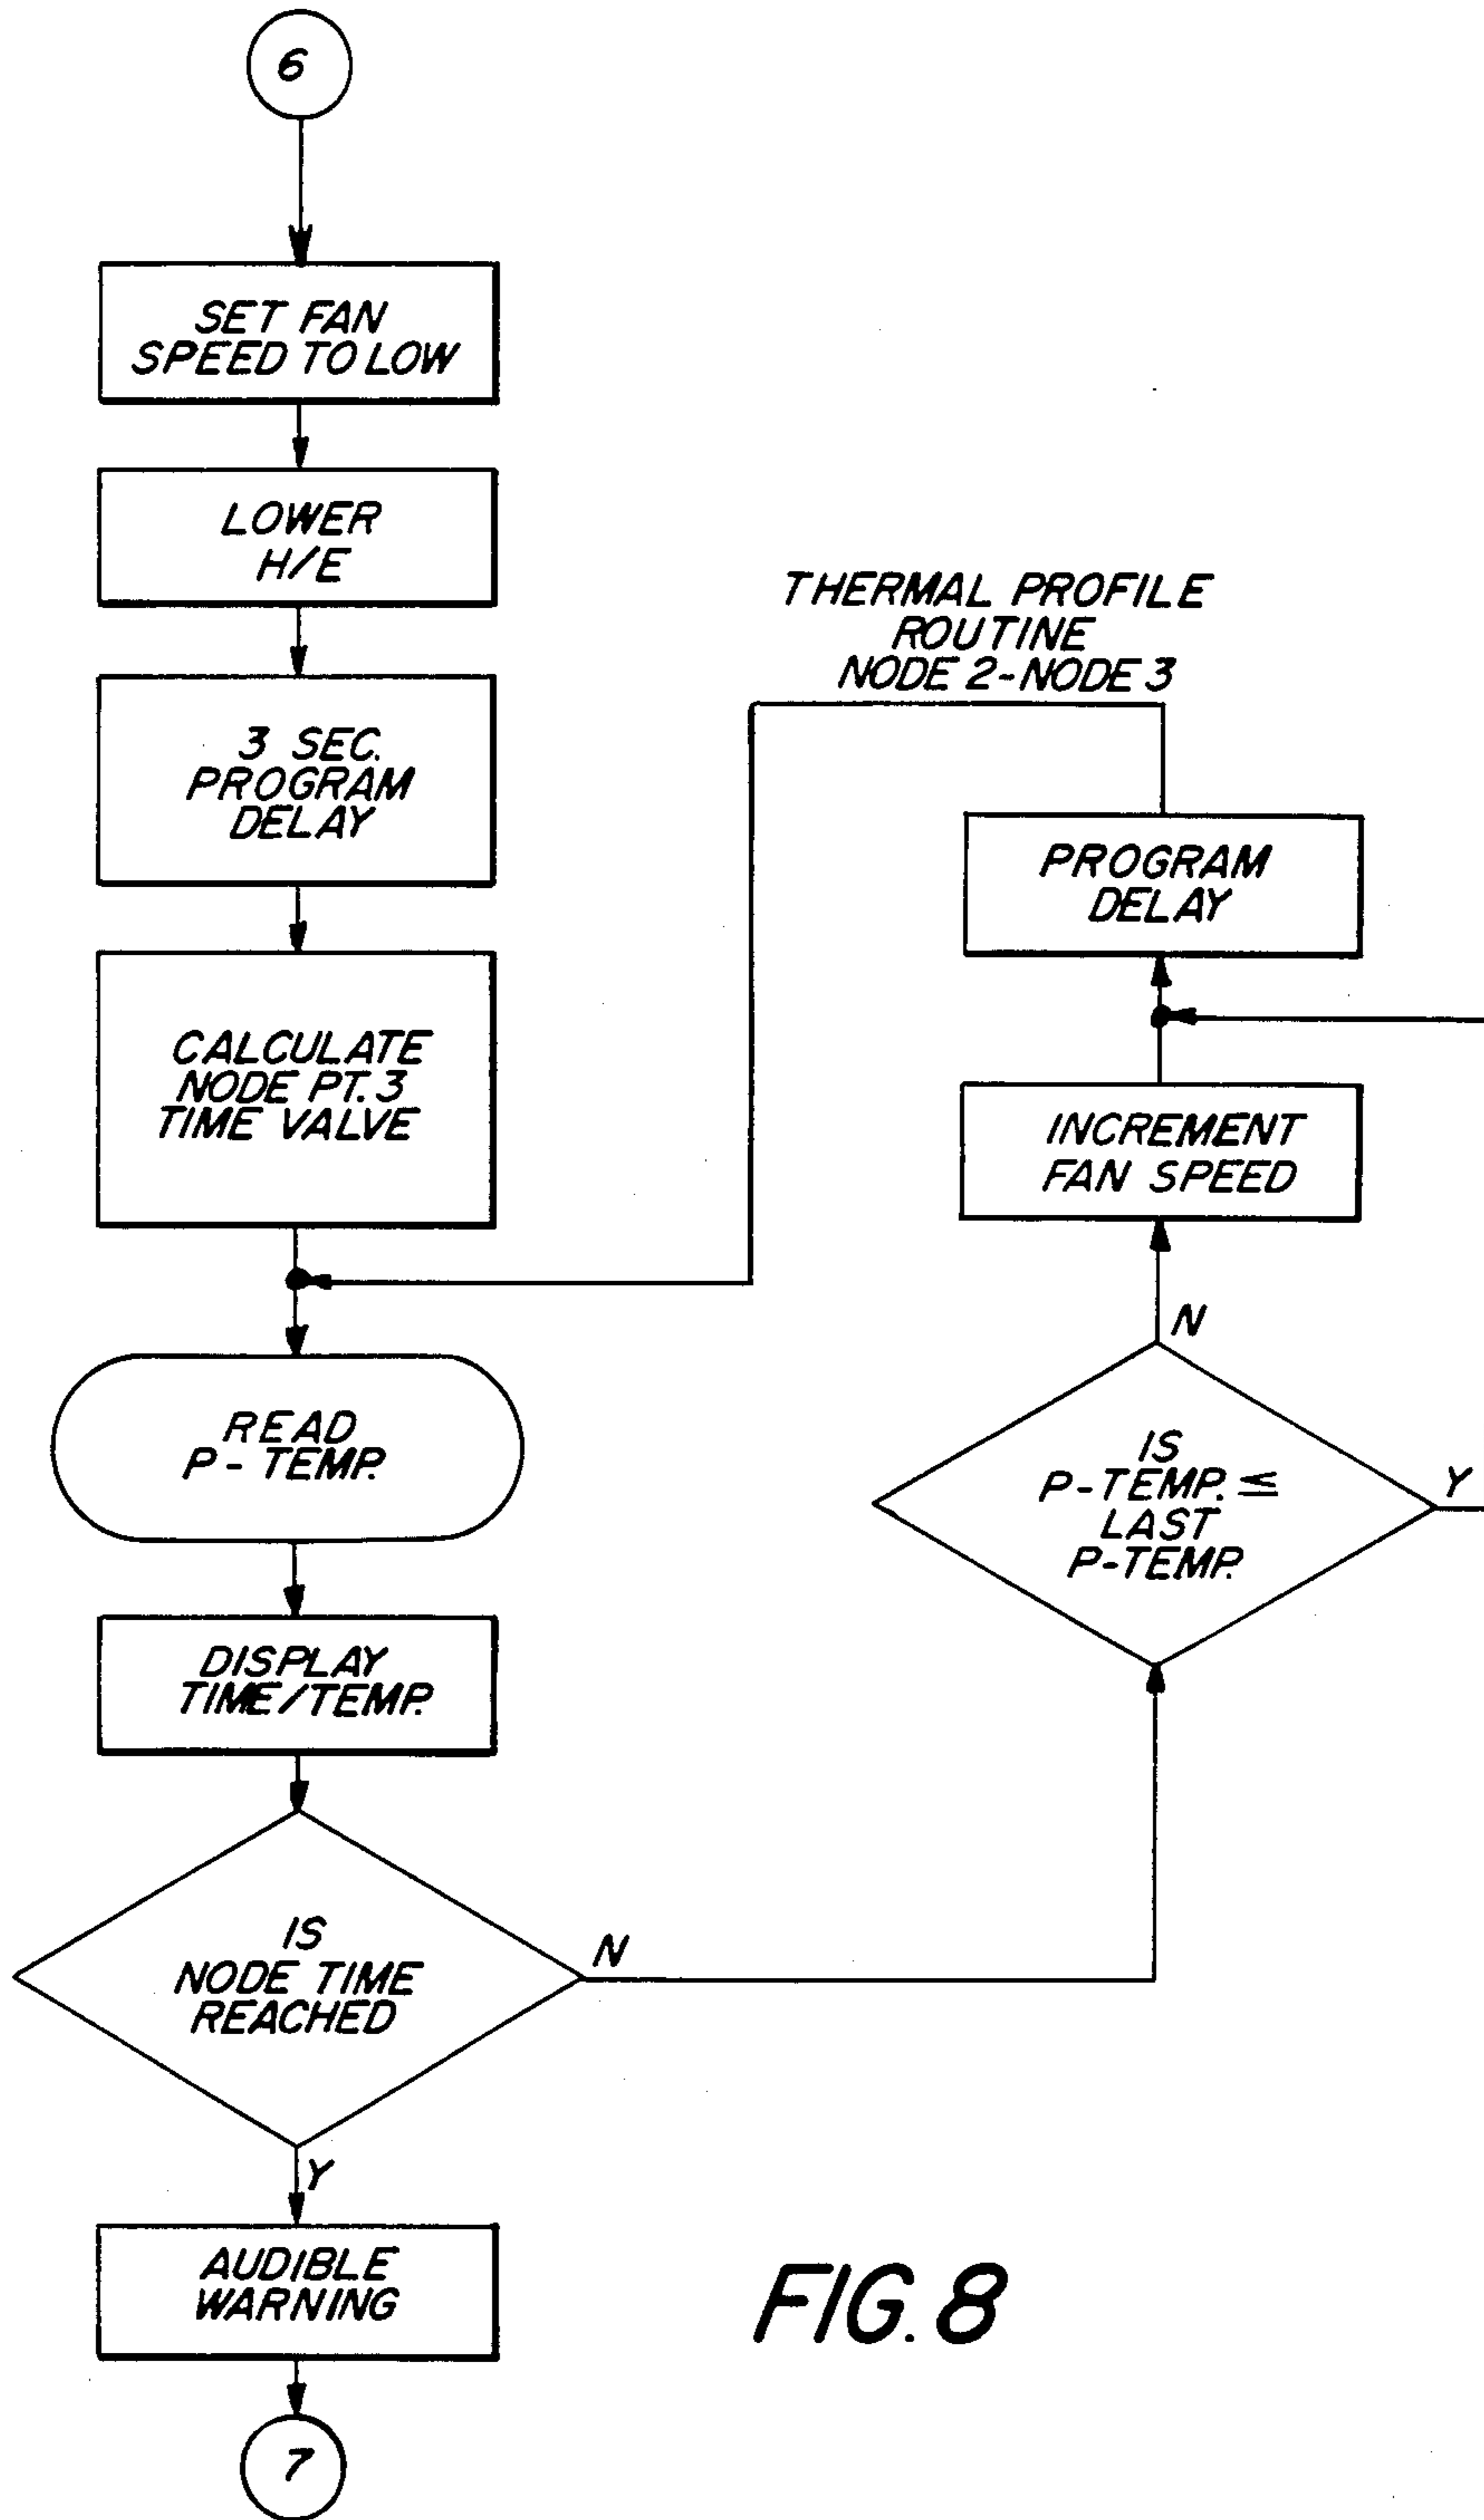 6
SET FAN
SPEED TO LOW
LOWER
H/E
3 SEC.
PROGRAM
DELAY
CALCULATE
NODE PT. 3
TIME VALVE
READ
P - TEMP.
DISPLAY
TIME/TEMP.
IS
NODE TIME
REACHED
N
Y
AUDIBLE
WARNING
7
THERMAL PROFILE
ROUTINE
NODE 2-NODE 3
PROGRAM
DELAY
INCREMENT
FAN SPEED
N
IS
P-TEMP. ≤
LAST
P-TEMP.
Y
FIG. 8